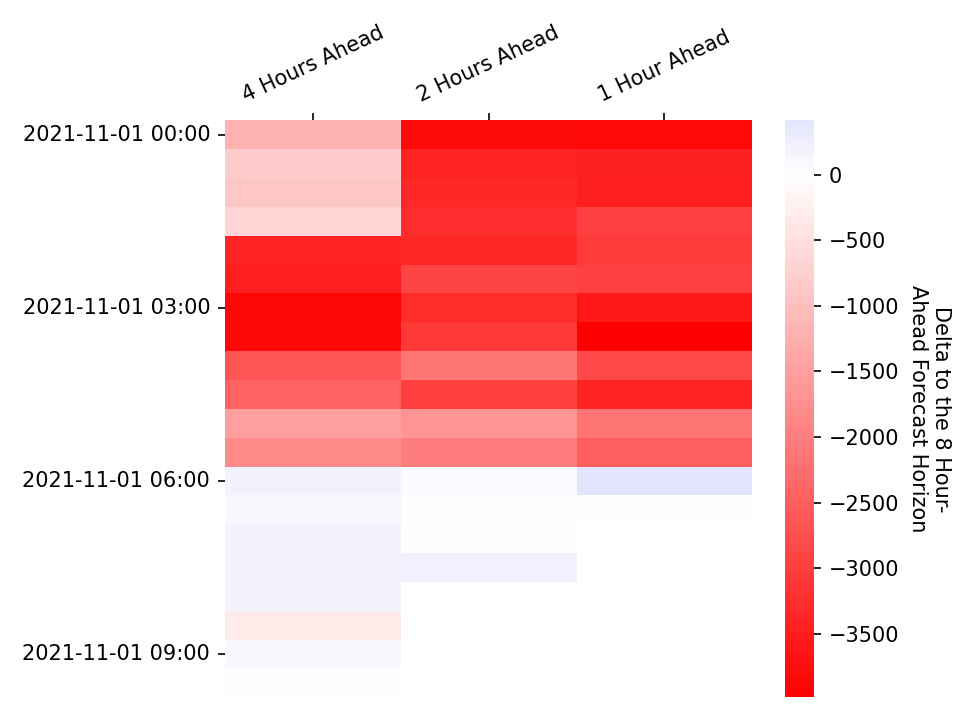 4 Hours Ahead
2 Hours Ahead
1 Hour Ahead
2021-11-01 00:00
2021-11-01 03:00
2021-11-01 06:00
2021-11-01 09:00
0
−500
−1000
−1500
−2000
−2500
−3000
−3500
Delta to the 8 Hour-
Ahead Forecast Horizon